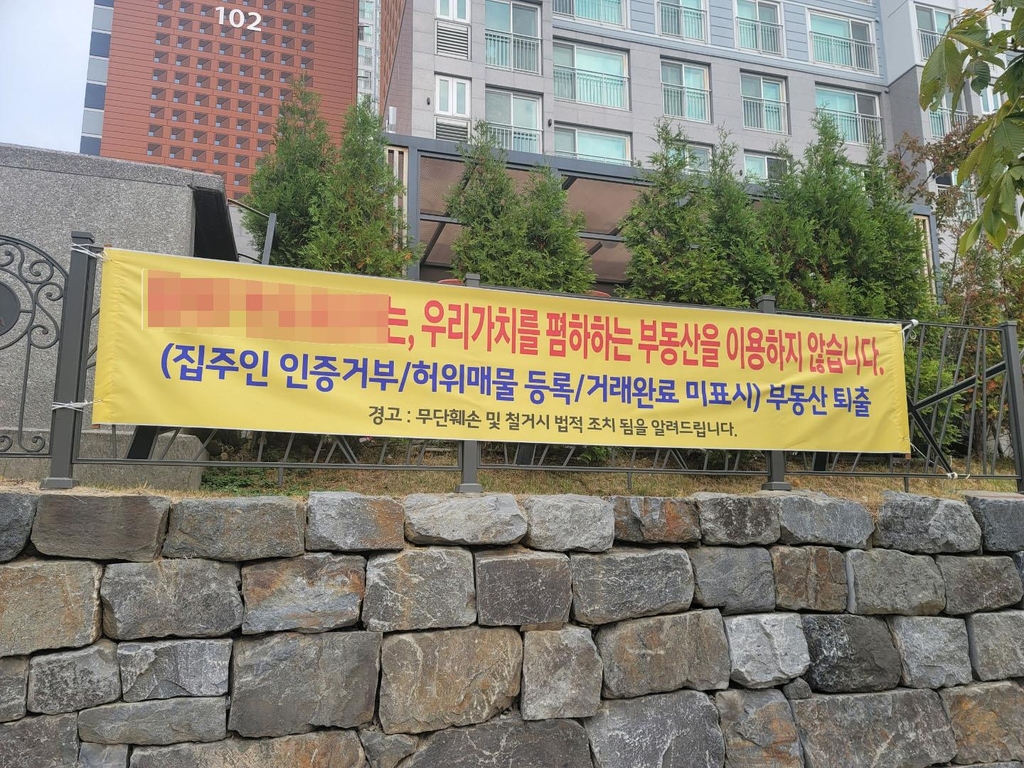 102
는, 우리가치를 폄하하는 부동산을 이용하지 않습니다.
(집주인 인증거부/허위매물 등록/거래완료 미표시) 부동산 퇴출
경고 : 무단훼손 및 철거시 법적 조치 됨을 알려드립니다.